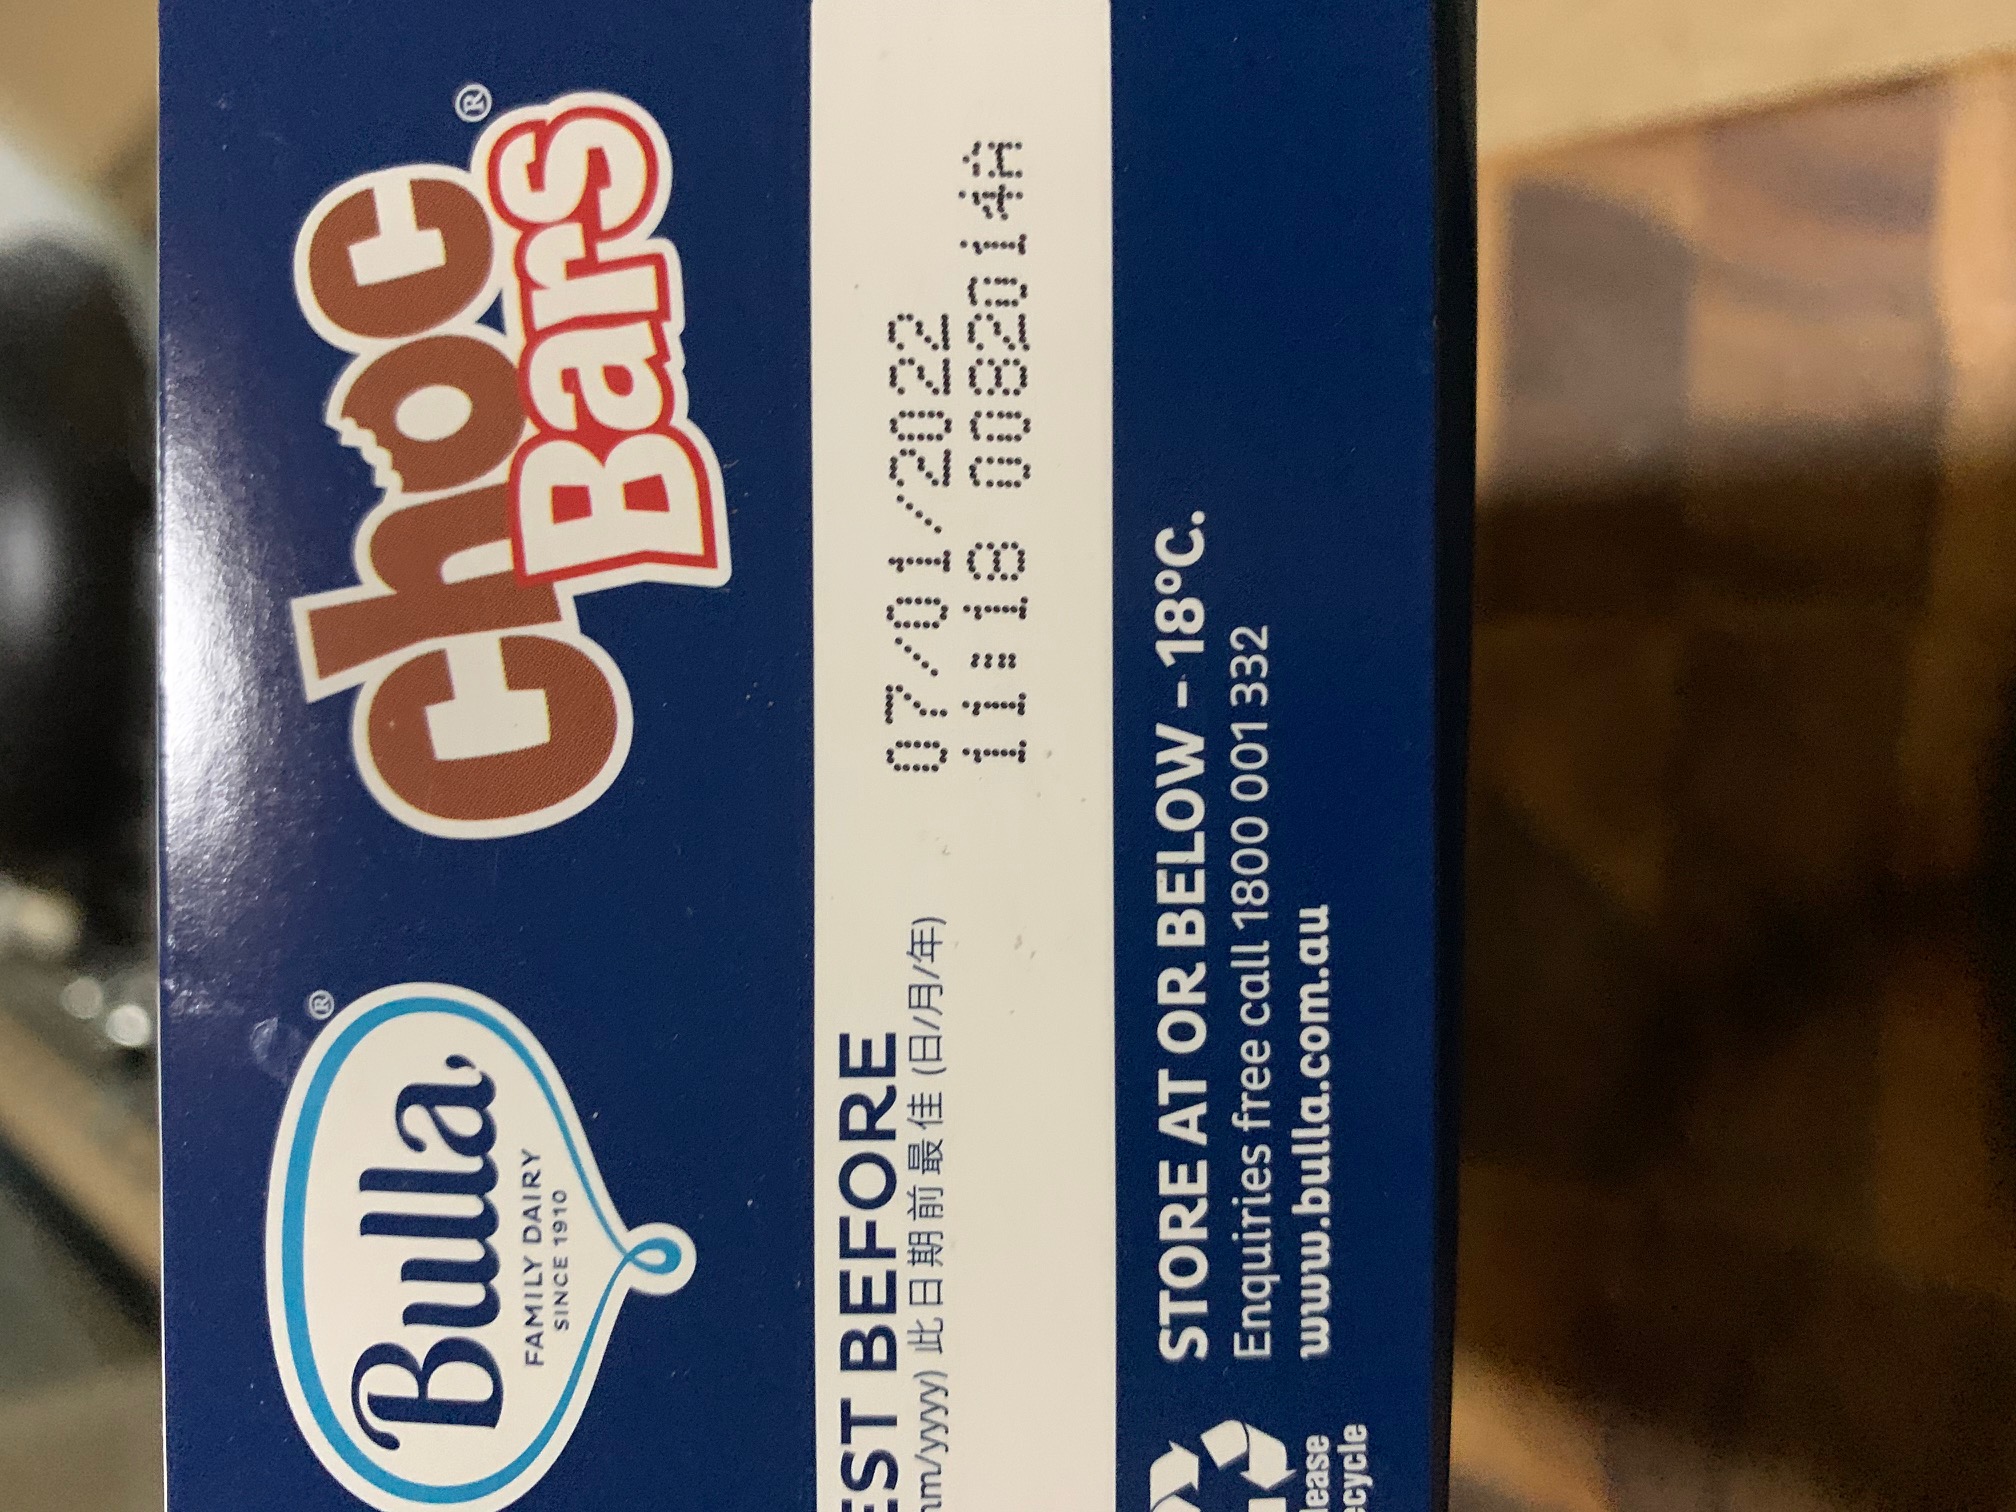 Bulla®
FAMILY DAIRY
SINCE 1910
Choc®
Bars
EST BEFORE
mm/yyyy) 此日期前最佳 (日/月/年)
07/01/2022
11:18 0082014A
STORE AT OR BELOW – 18°C.
Enquiries free call 1800 001 332
www.bulla.com.au
lease
ecycle